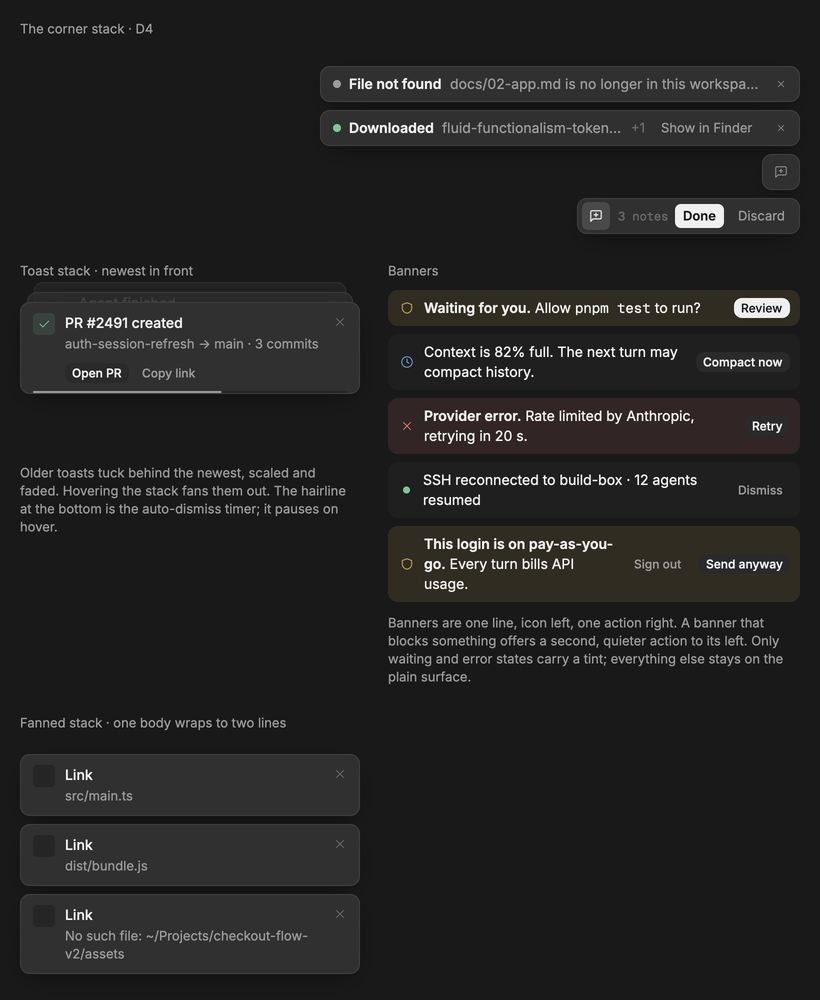 The corner stack · D4
File not found docs/02-app.md is no longer in this workspa...
Downloaded fluid-functionalism-token... +1 Show in Finder
3 notes Done Discard
Toast stack · newest in front
Agent finished
PR #2491 created
auth-session-refresh → main · 3 commits
Open PR Copy link
Older toasts tuck behind the newest, scaled and
faded. Hovering the stack fans them out. The hairline
at the bottom is the auto-dismiss timer; it pauses on
hover.
Banners
Waiting for you. Allow pnpm test to run? Review
Context is 82% full. The next turn may
compact history.
Compact now
Provider error. Rate limited by Anthropic,
retrying in 20 s.
Retry
SSH reconnected to build-box · 12 agents
resumed
Dismiss
This login is on pay-as-you-
go. Every turn bills API
usage.
Sign out Send anyway
Banners are one line, icon left, one action right. A banner that
blocks something offers a second, quieter action to its left. Only
waiting and error states carry a tint; everything else stays on the
plain surface.
Fanned stack · one body wraps to two lines
Link
src/main.ts
Link
dist/bundle.js
Link
No such file: ~/Projects/checkout-flow-
v2/assets